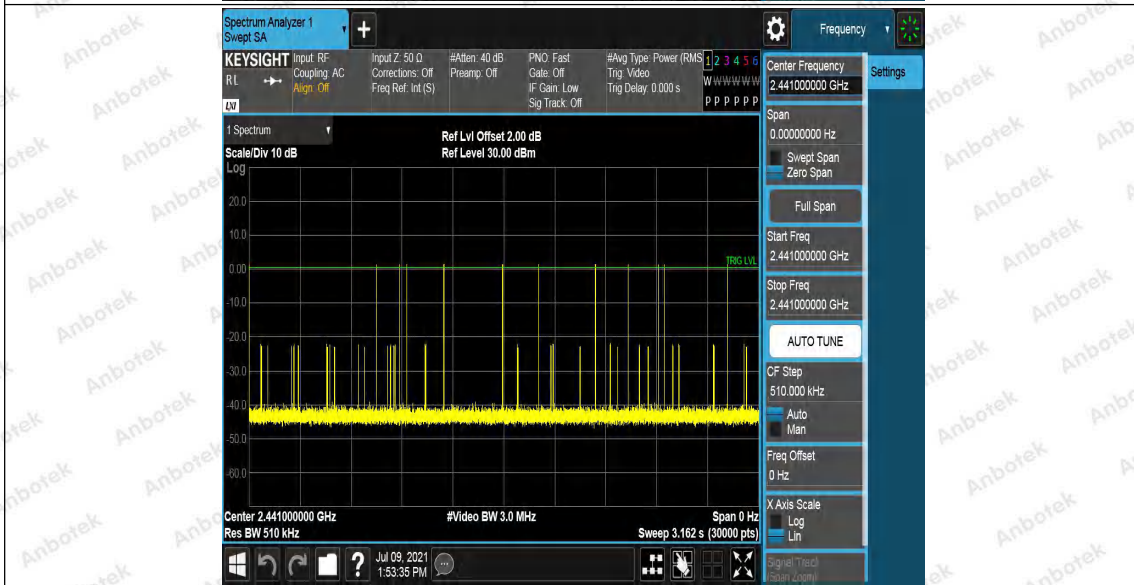 Spectrum Analyzer 1
Swept SA
+
Frequency
KEYSIGHT
RL
LXI
Input: RF
Coupling: AC
Align: Off
Input Z: 50 Ω
Corrections: Off
Freq Ref: Int (S)
#Atten: 40 dB
Preamp: Off
PNO: Fast
Gate: Off
IF Gain: Low
Sig Track: Off
#Avg Type: Power (RMS
Trig: Video
Trig Delay: 0.000 s
1 2 3 4 5 6
W W W W W W
P P P P P P
1 Spectrum
Scale/Div 10 dB
Ref Lvl Offset 2.00 dB
Ref Level 30.00 dBm
Log
20.0
10.0
0.00
TRIG LVL
-10.0
-20.0
-30.0
-40.0
-50.0
-60.0
Center 2.441000000 GHz
#Video BW 3.0 MHz
Span 0 Hz
Res BW 510 kHz
Sweep 3.162 s (30000 pts)
?
Jul 09, 2021
1:53:35 PM
Center Frequency
2.441000000 GHz
Settings
Span
0.00000000 Hz
Swept Span
Zero Span
Full Span
Start Freq
2.441000000 GHz
Stop Freq
2.441000000 GHz
AUTO TUNE
CF Step
510.000 kHz
Auto
Man
Freq Offset
0 Hz
X Axis Scale
Log
Lin
Signal Track
(Span Zoom)
Anbotek